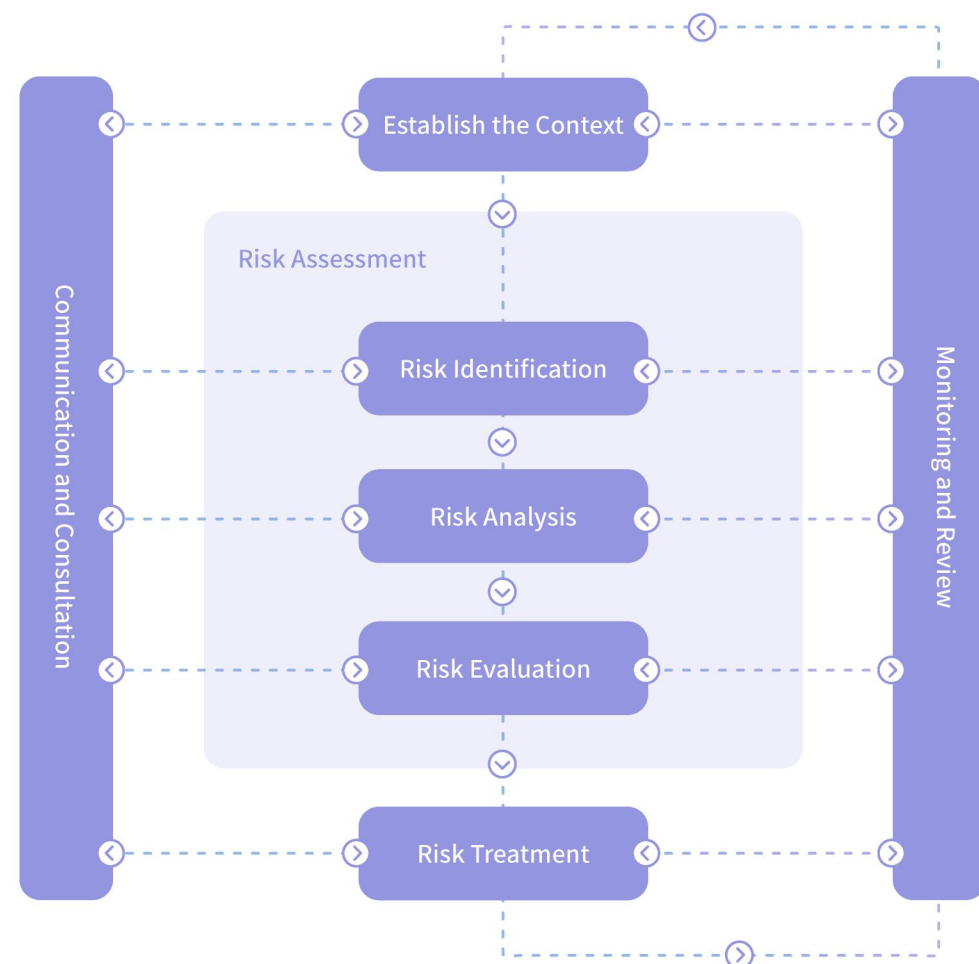 Establish the Context
Risk Assessment
Communication and Consultation
Risk Identification
Monitoring and Review
Risk Analysis
Risk Evaluation
Risk Treatment